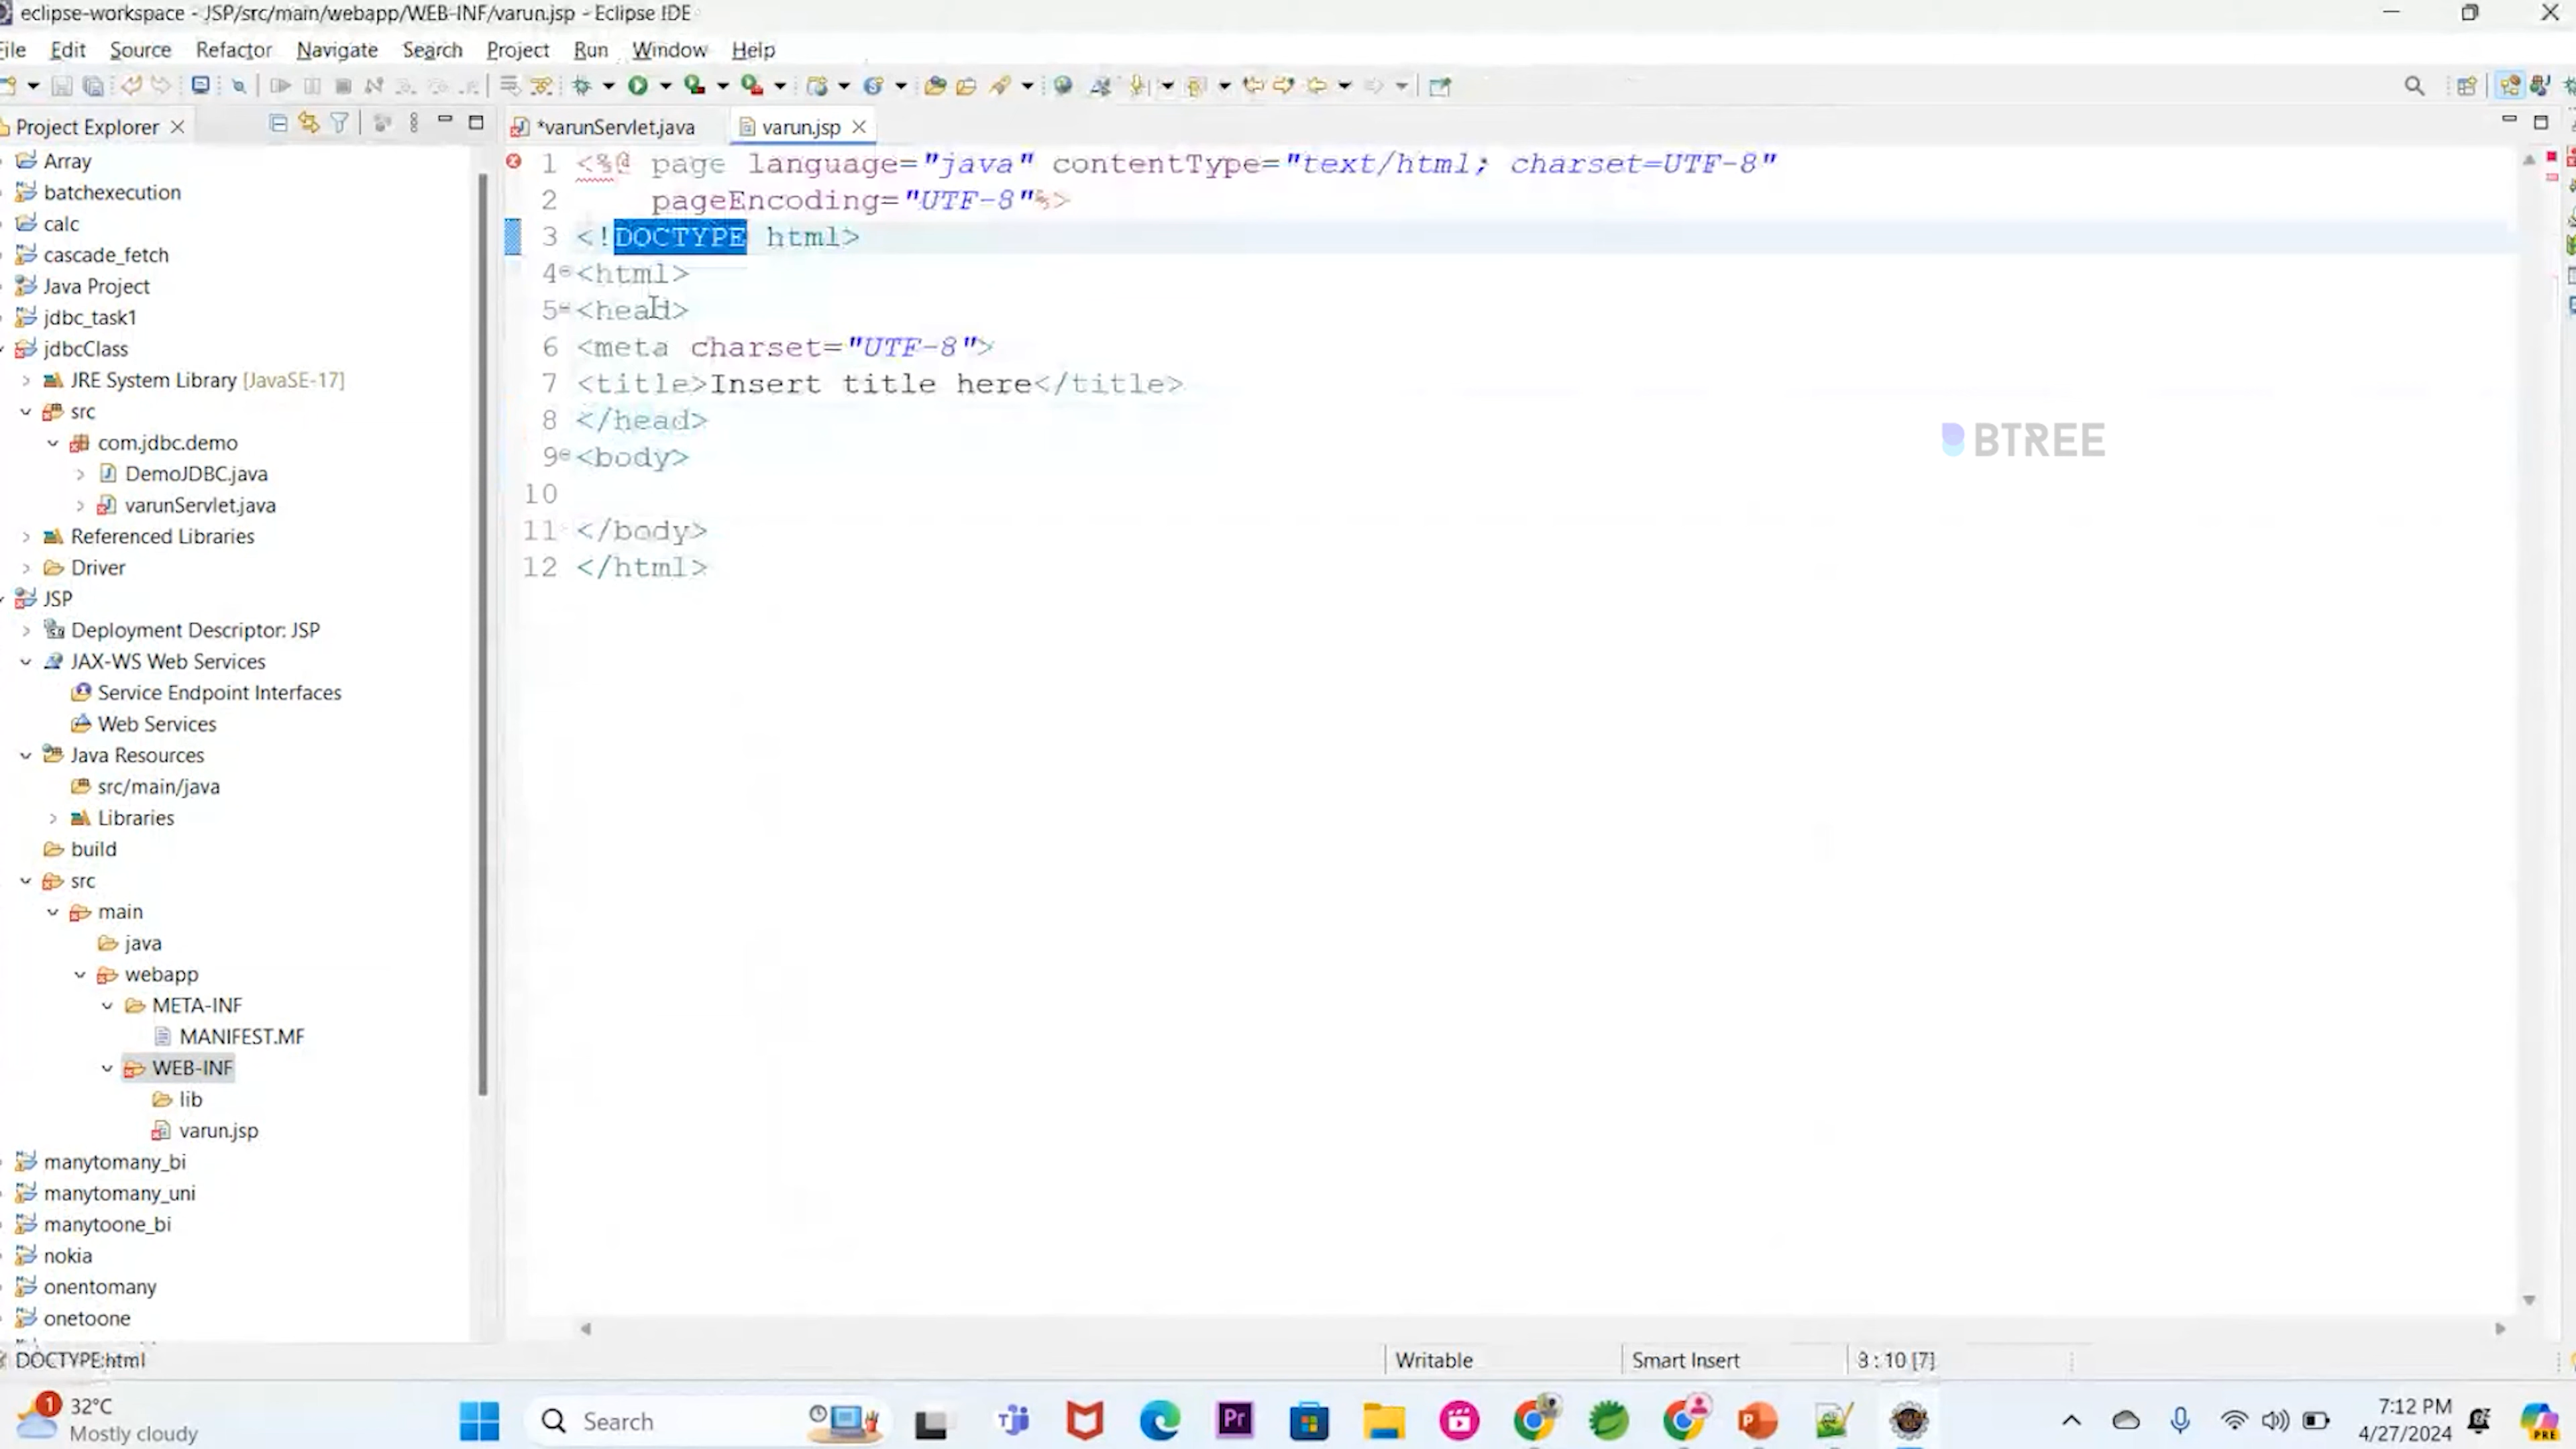 eclipse-workspace - JSP/src/main/webapp/WEB-INF/varun.jsp - Eclipse IDE
File Edit Source Refactor Navigate Search Project Run Window Help
Project Explorer
*varunServlet.java
varun.jsp
Array
batchexecution
calc
cascade_fetch
Java Project
jdbc_task1
jdbcClass
JRE System Library [JavaSE-17]
src
com.jdbc.demo
DemoJDBC.java
varunServlet.java
Referenced Libraries
Driver
JSP
Deployment Descriptor: JSP
JAX-WS Web Services
Service Endpoint Interfaces
Web Services
Java Resources
src/main/java
Libraries
build
src
main
java
webapp
META-INF
MANIFEST.MF
WEB-INF
lib
varun.jsp
manytomany_bi
manytomany_uni
manytoone_bi
nokia
onentomany
onetoone
1 <%@ page language="java" contentType="text/html; charset=UTF-8"
2     pageEncoding="UTF-8"%>
3 <!DOCTYPE html>
4 <html>
5 <head>
6 <meta charset="UTF-8">
7 <title>Insert title here</title>
8 </head>
9 <body>
10
11 </body>
12 </html>
BTREE
DOCTYPE:html
Writable
Smart Insert
3 : 10 [7]
1
32°C
Mostly cloudy
Search
Pr
PRE
7:12 PM
4/27/2024